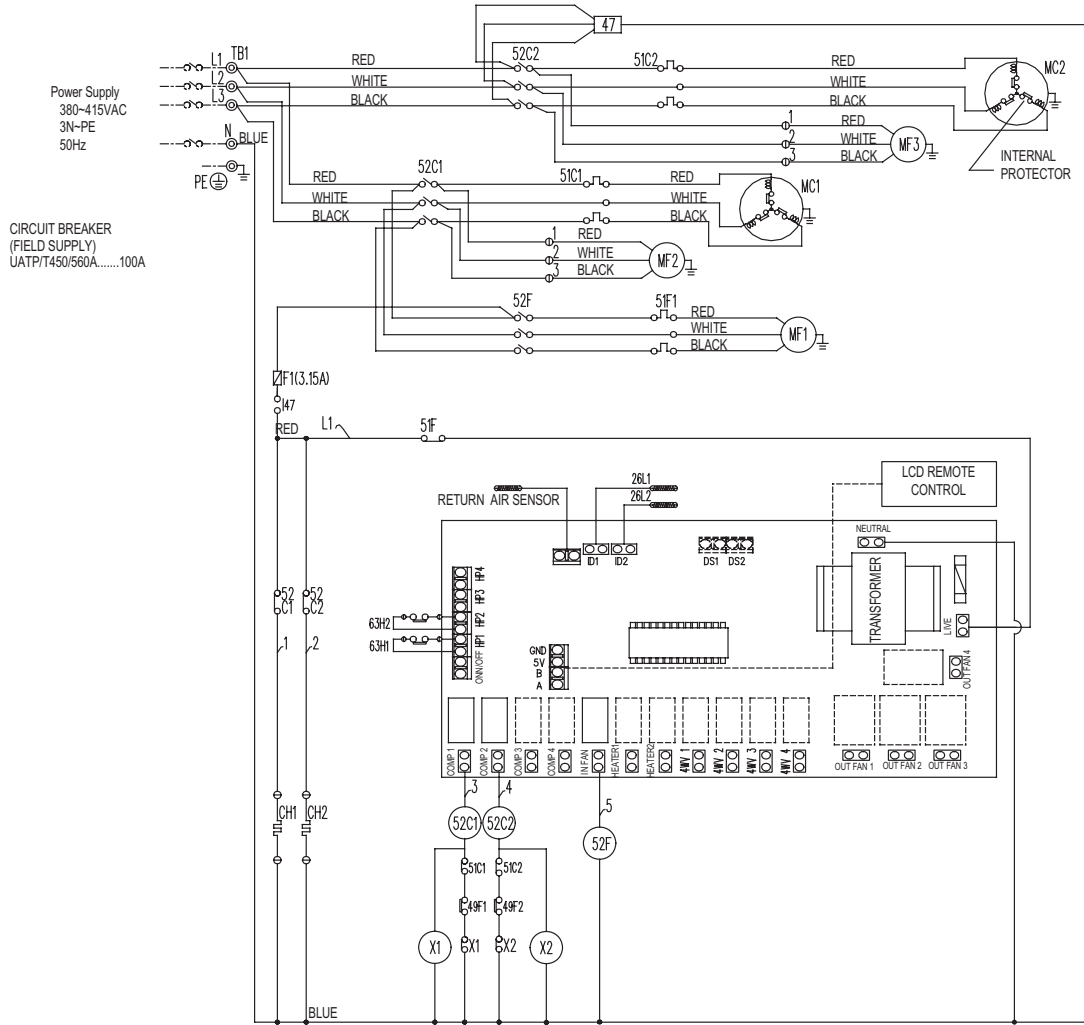 47
L1 TB1
RED
52C2
51C2
RED
MC2
L2
WHITE
WHITE
L3
BLACK
BLACK
Power Supply
380~415VAC
3N~PE
50Hz
N
BLUE
1
RED
2
WHITE
MF3
3
BLACK
INTERNAL
PROTECTOR
PE
RED
52C1
51C1
RED
MC1
WHITE
WHITE
BLACK
BLACK
CIRCUIT BREAKER
(FIELD SUPPLY)
UATP/T450/560A.......100A
1
RED
2
WHITE
MF2
3
BLACK
52F
51F1
RED
WHITE
MF1
BLACK
F1(3.15A)
I47
RED
L1
51F
LCD REMOTE
CONTROL
RETURN AIR SENSOR
26L1
26L2
NEUTRAL
ID1
ID2
DS1
DS2
TRANSFORMER
LIVE
HP4
HP3
HP2
HP1
ONN/OFF
63H2
63H1
GND
5V
B
A
OUT FAN 4
52
C1
52
C2
1
2
COMP 1
COMP 2
COMP 3
COMP 4
IN FAN
HEATER1
HEATER2
4WV 1
4WV 2
4WV 3
4WV 4
OUT FAN 1
OUT FAN 2
OUT FAN 3
3
4
5
CH1
CH2
52C1
52C2
52F
51C1
51C2
49F1
49F2
X1
X1
X2
X2
BLUE